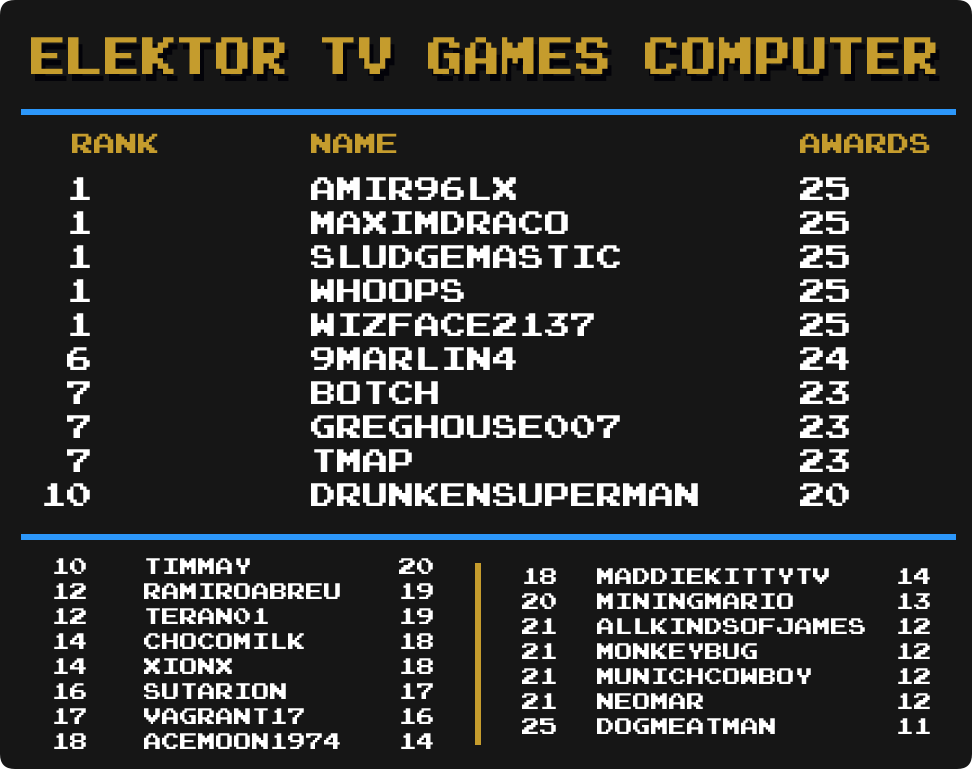 ELEKTOR TV GAMES COMPUTER
RANK NAME AWARDS
1 AMIR96LX 25
1 MAXIMDRACO 25
1 SLUDGEMASTIC 25
1 WHOOPS 25
1 WIZFACE2137 25
6 9MARLIN4 24
7 BOTCH 23
7 GREGHOUSE007 23
7 TMAP 23
10 DRUNKENSUPERMAN 20
10 TIMMAY 20
12 RAMIROABREU 19
12 TERAN01 19
14 CHOCOMILK 18
14 XIONX 18
16 SUTARION 17
17 VAGRANT17 16
18 ACEMOON1974 14
18 MADDIEKITTYTV 14
20 MININGMARIO 13
21 ALLKINDSOFJAMES 12
21 MONKEYBUG 12
21 MUNICHCOWBOY 12
21 NEOMAR 12
25 DOGMEATMAN 11